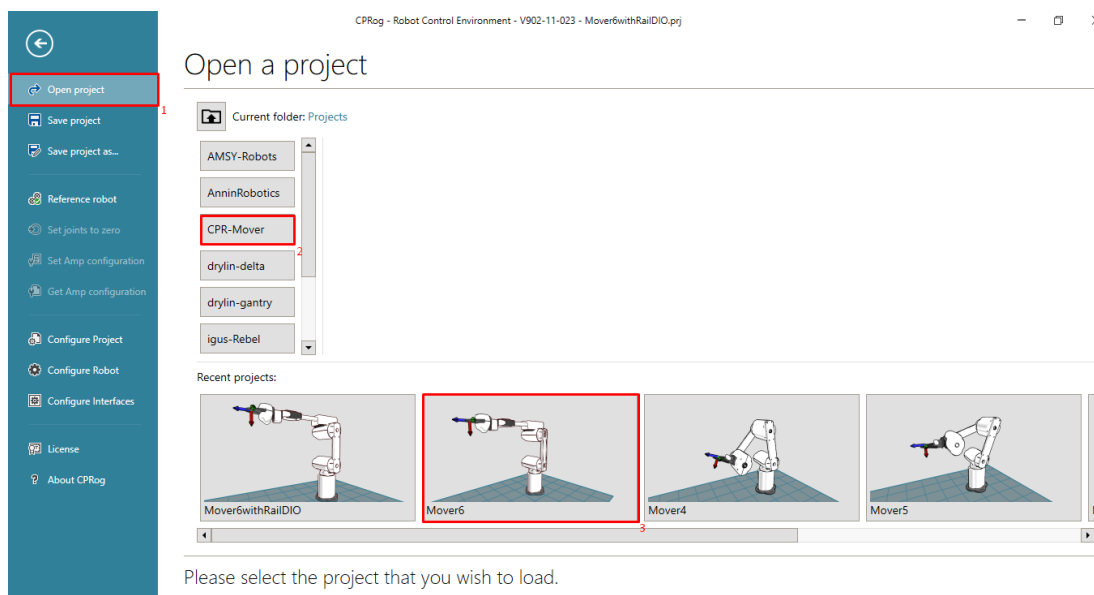 CPRog - Robot Control Environment - V902-11-023 - Mover6withRailDIO.prj
Open a project
Open project
1
Save project
Save project as...
Reference robot
Set joints to zero
Set Amp configuration
Get Amp configuration
Configure Project
Configure Robot
Configure Interfaces
License
? About CPRog
Current folder: Projects
AMSY-Robots
AnninRobotics
CPR-Mover
2
drylin-delta
drylin-gantry
igus-Rebel
Recent projects:
Mover6withRailDIO
Mover6
Mover4
Mover5
3
Please select the project that you wish to load.